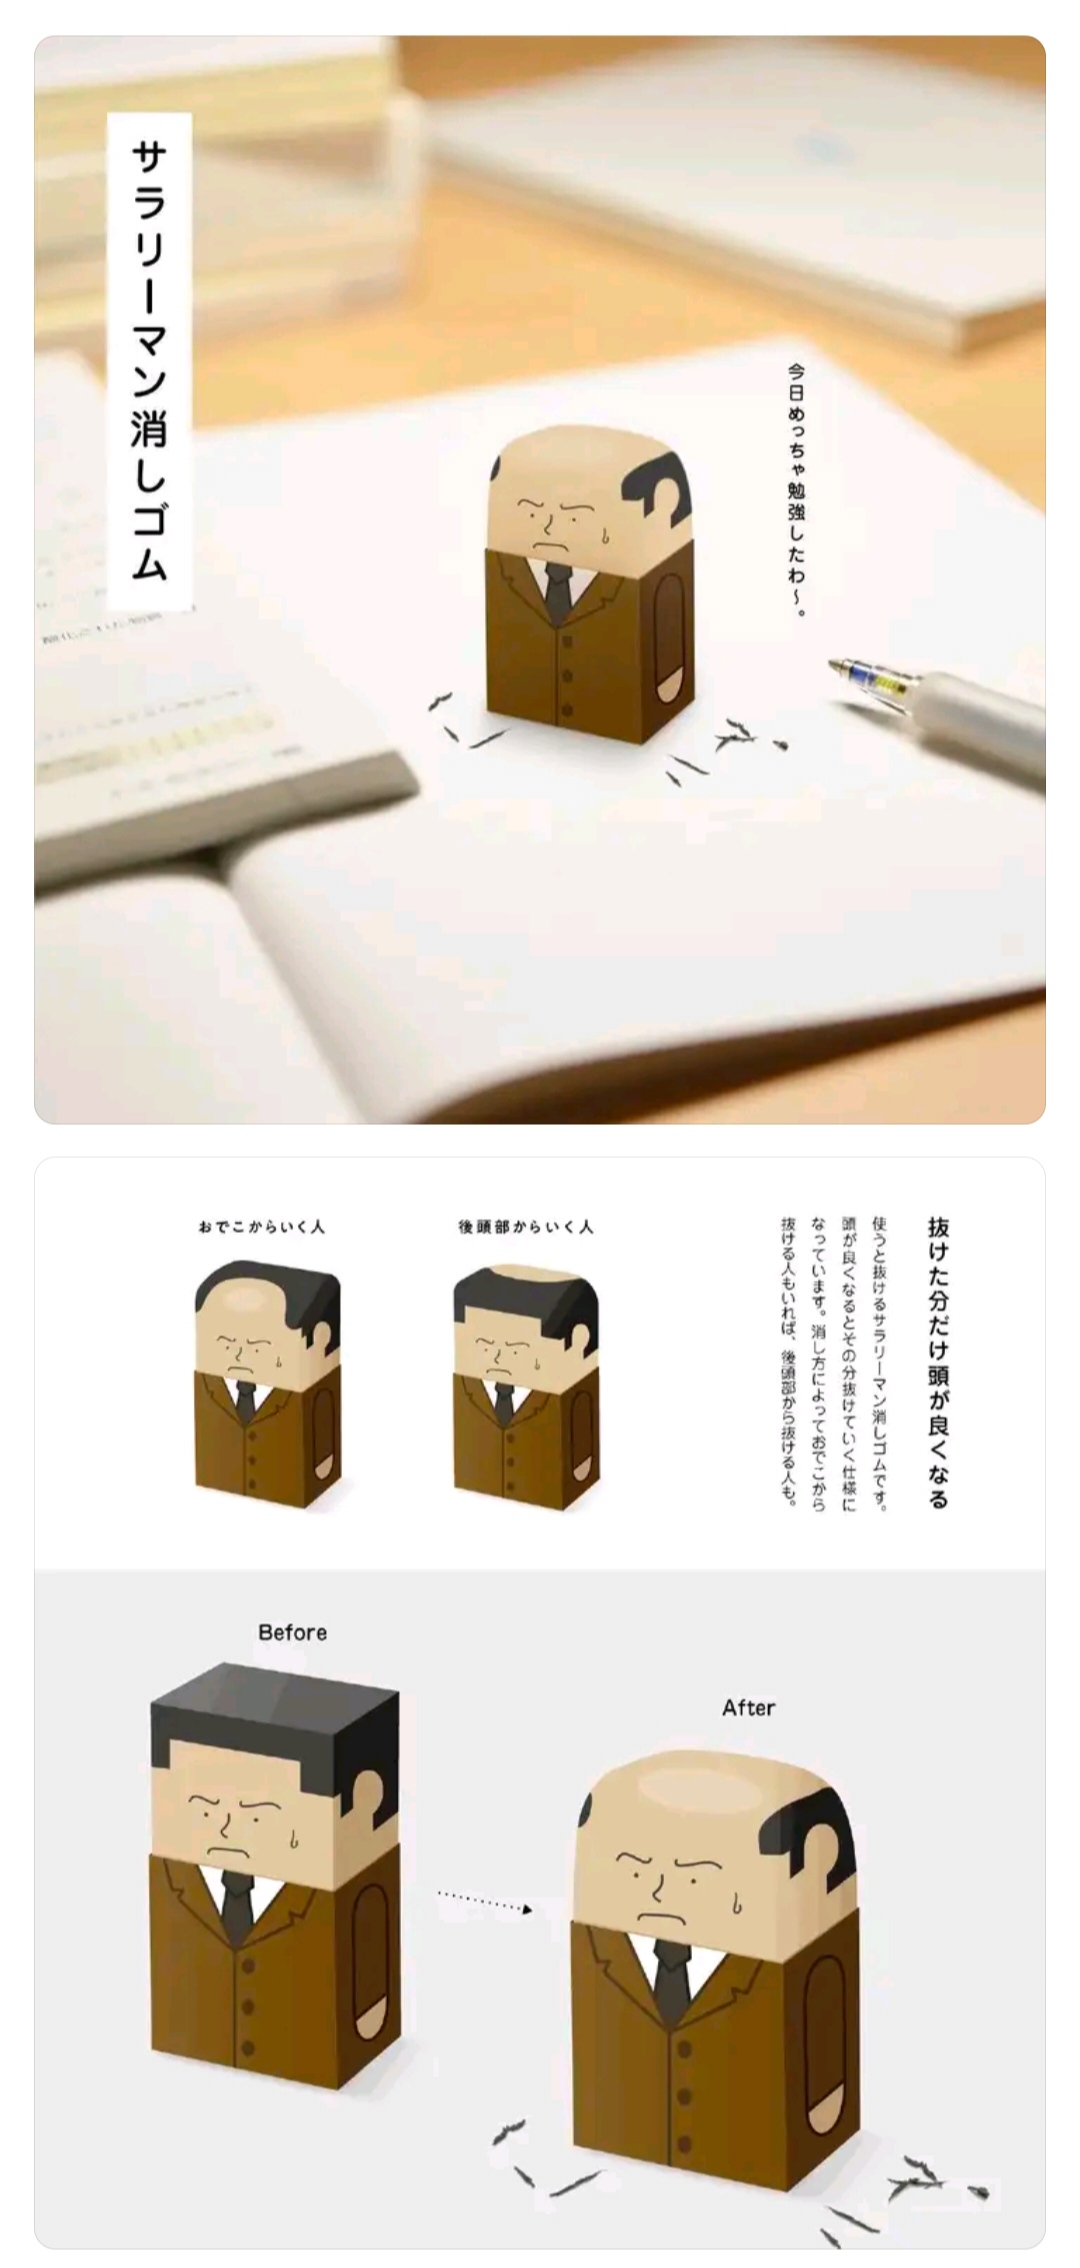 サラリーマン消しゴム
今日めっちゃ勉強したわ〜。
抜けた分だけ頭が良くなる
使うと抜けるサラリーマン消しゴムです。
頭が良くなるとその分抜けていく仕様に
なっています。消し方によっておでこから
抜ける人もいれば、後頭部から抜ける人も。
後頭部からいく人
おでこからいく人
Before
After